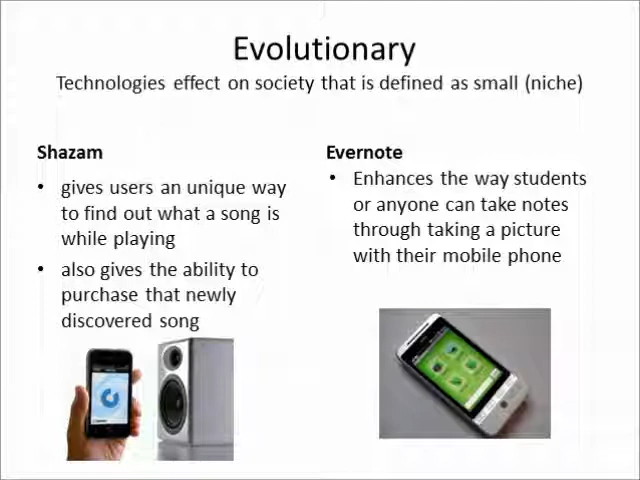 Evolutionary
Technologies effect on society that is defined as small (niche)
Shazam
• gives users an unique way
to find out what a song is
while playing
• also gives the ability to
purchase that newly
discovered song
Evernote
• Enhances the way students
or anyone can take notes
through taking a picture
with their mobile phone